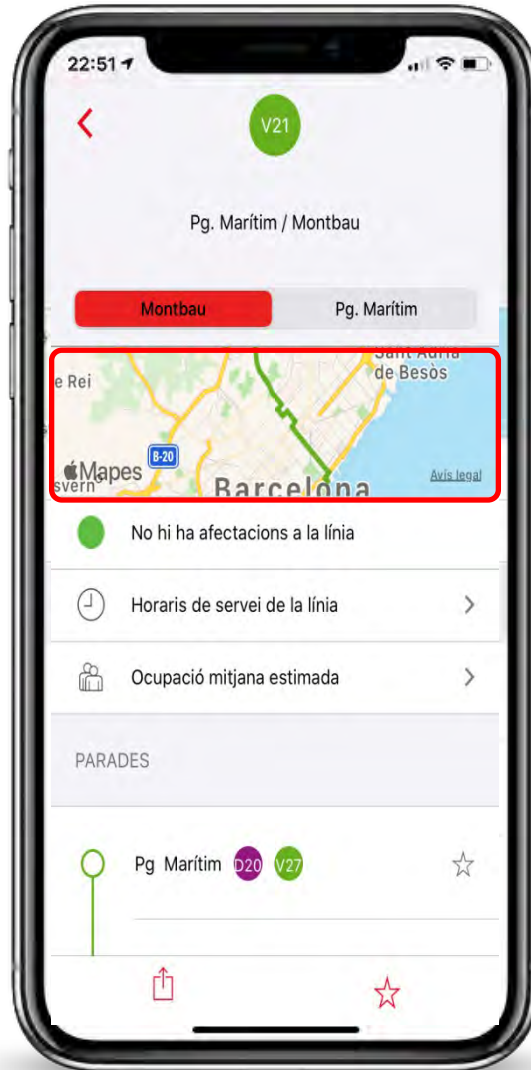 22:51
V21
Pg. Marítim / Montbau
Montbau
Pg. Marítim
Sant Adrià
de Besòs
e Rei
B-20
Mapes
svern
Barcelona
Avís legal
No hi ha afectacions a la línia
Horaris de servei de la línia
Ocupació mitjana estimada
PARADES
Pg Marítim D20 V27